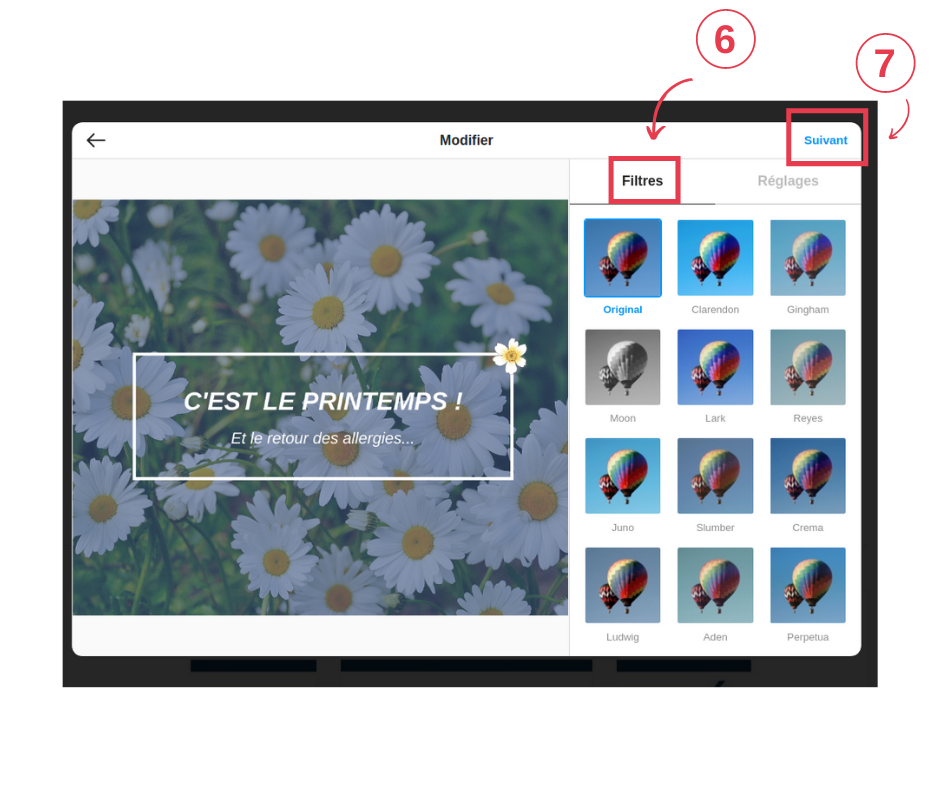 6
7
Modifier
Suivant
Filtres
Réglages
C'EST LE PRINTEMPS !
Et le retour des allergies...
Original
Clarendon
Gingham
Moon
Lark
Reyes
Juno
Slumber
Crema
Ludwig
Aden
Perpetua